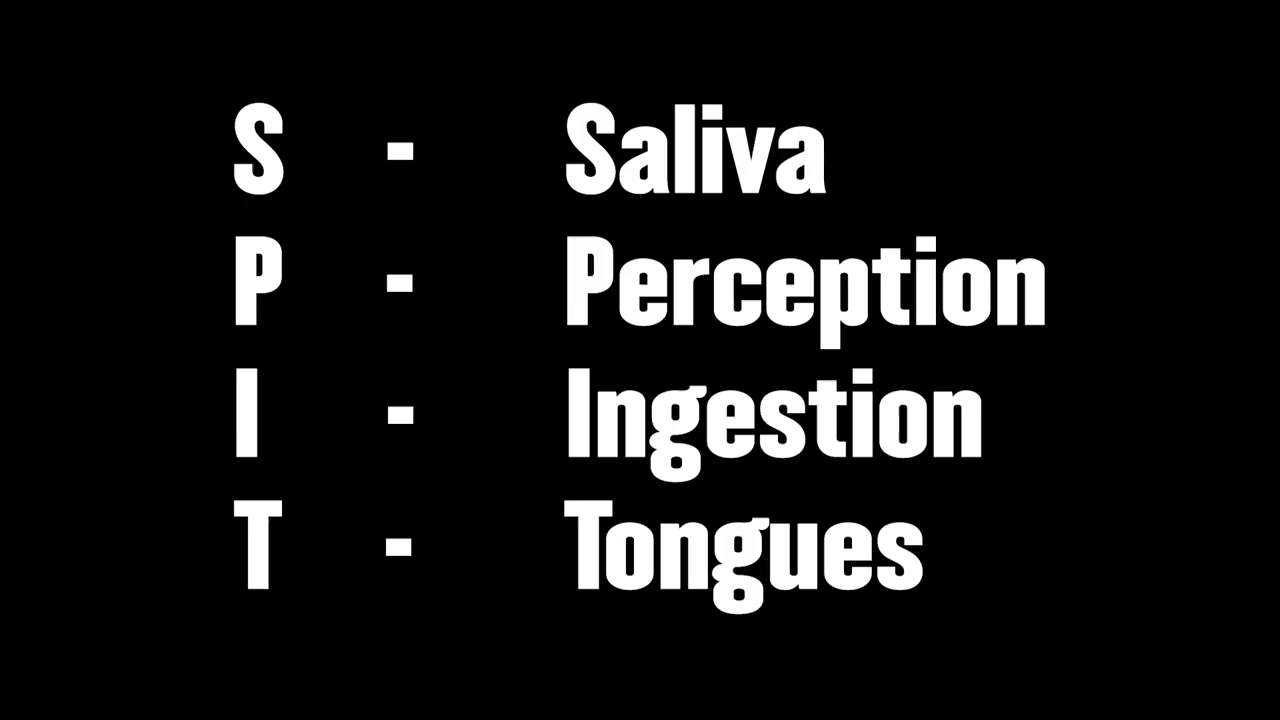 S - Saliva
P - Perception
I - Ingestion
T - Tongues